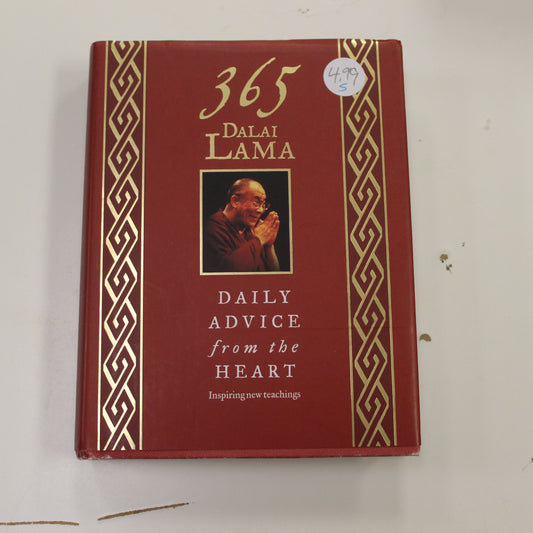 365
4.99
S
DALAI
LAMA
DAILY
ADVICE
from the
HEART
Inspiring new teachings